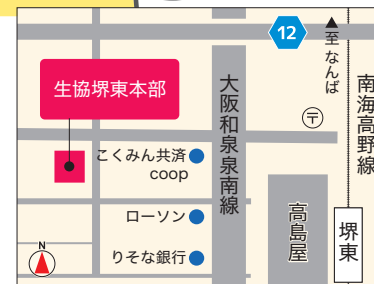 12
▲至 なんば
南海高野線
生協堺東本部
大阪和泉泉南線
〒
こくみん共済
coop
ローソン
高島屋
堺東
りそな銀行
N